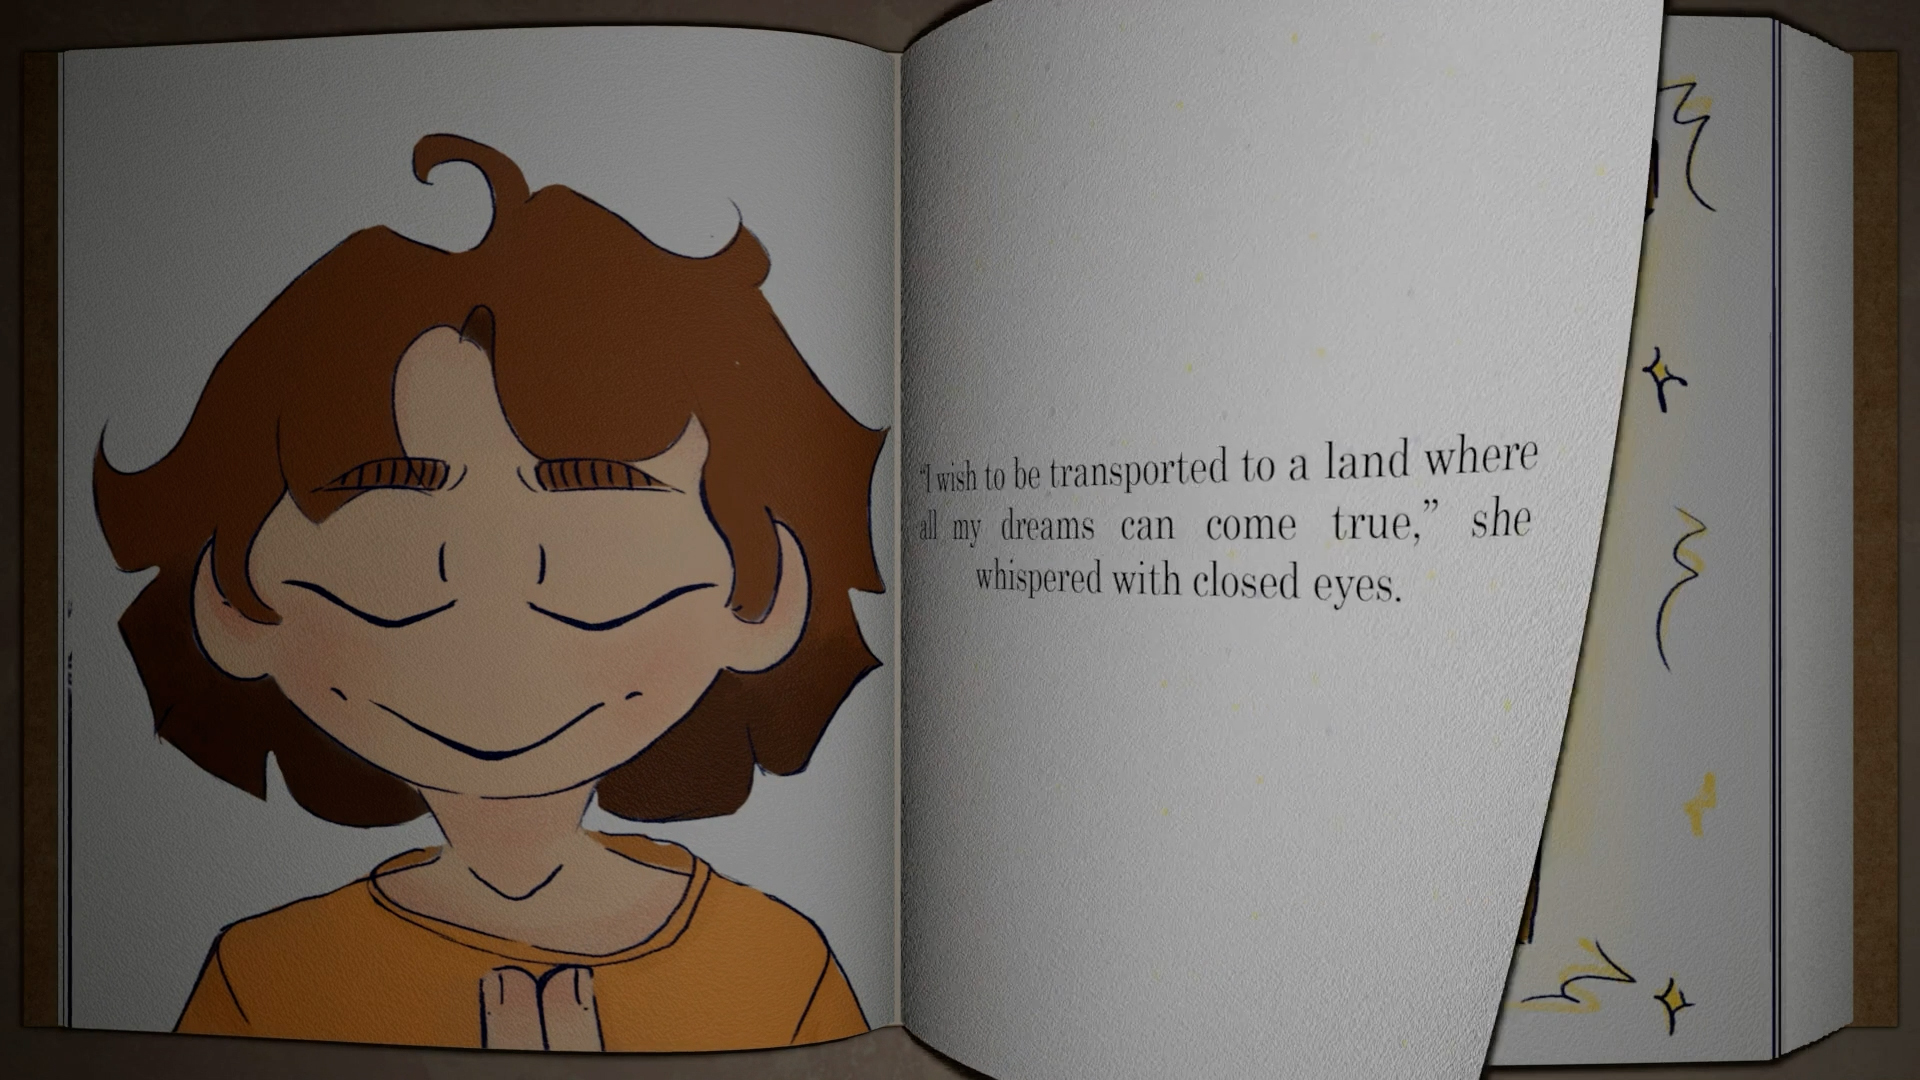 “I wish to be transported to a land where
all my dreams can come true,” she
whispered with closed eyes.